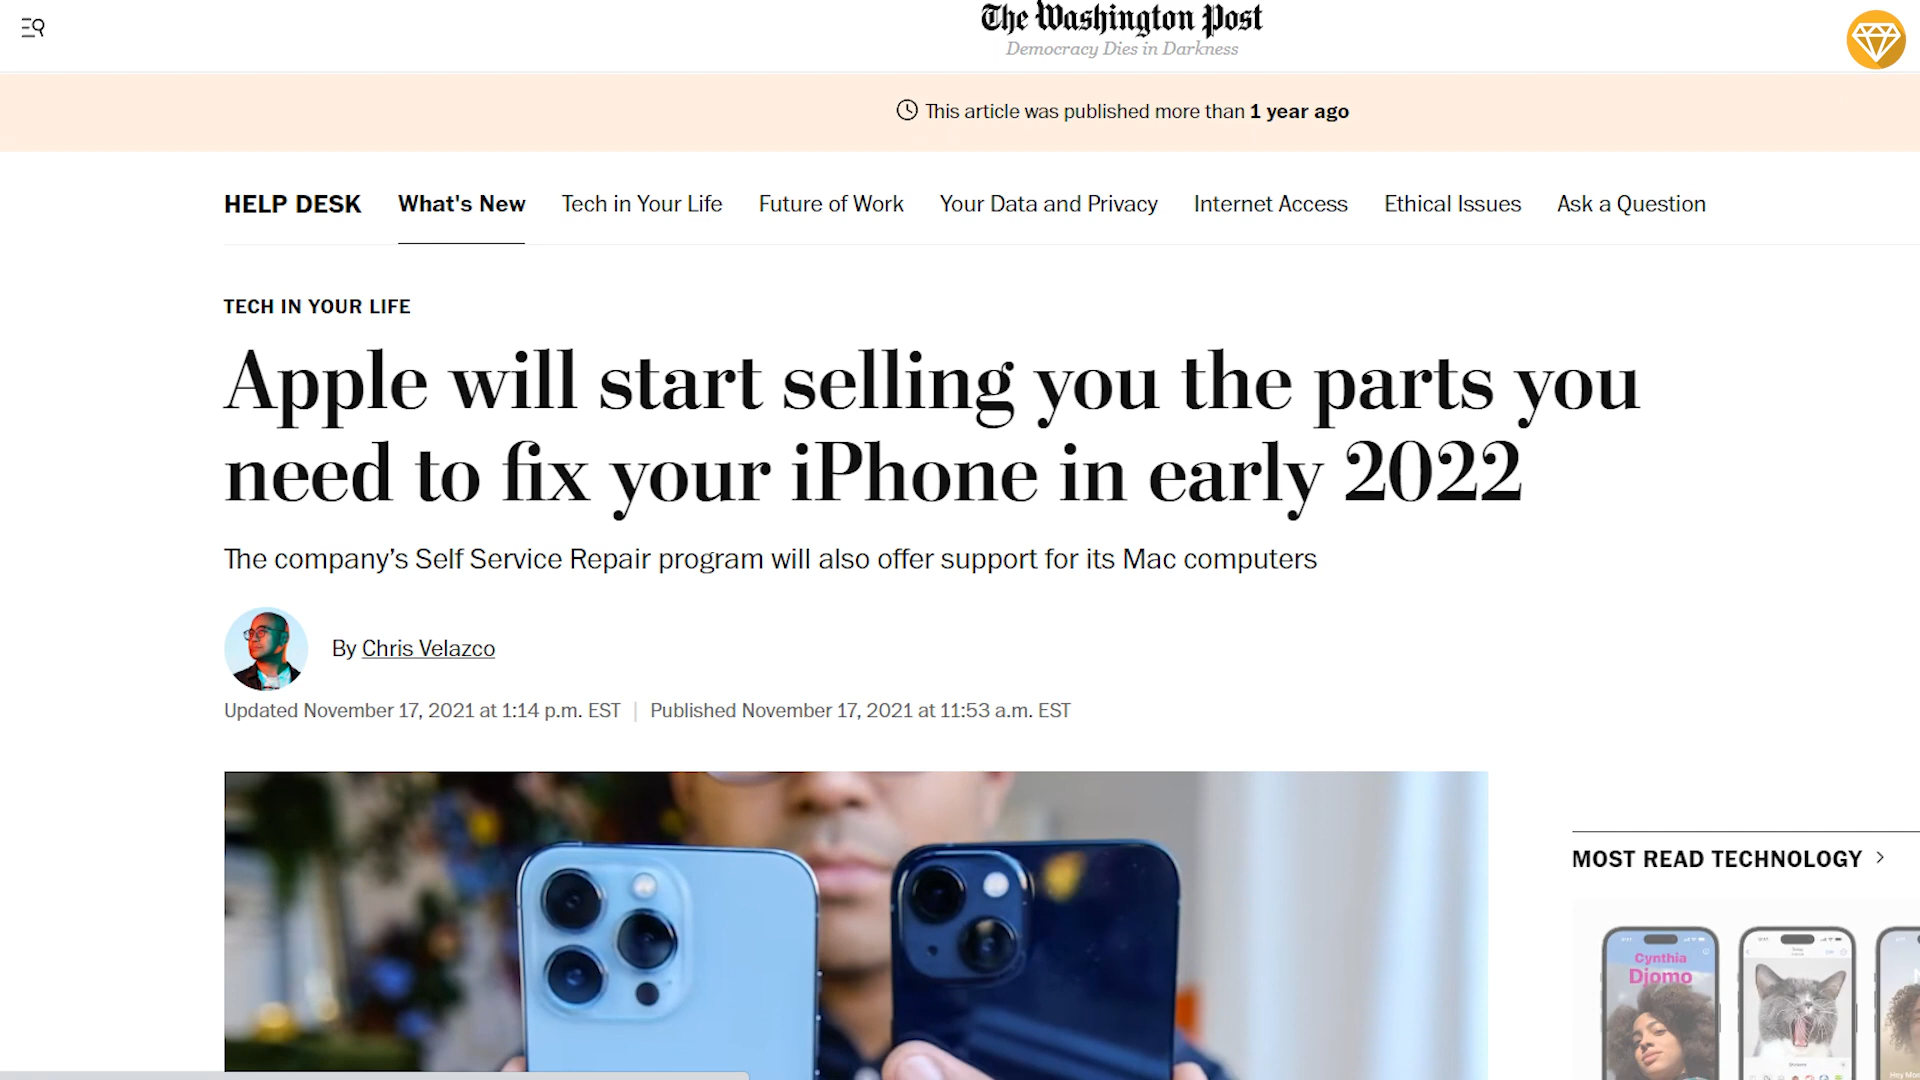 The Washington Post
Democracy Dies in Darkness
This article was published more than 1 year ago
HELP DESK What's New Tech in Your Life Future of Work Your Data and Privacy Internet Access Ethical Issues Ask a Question
TECH IN YOUR LIFE
Apple will start selling you the parts you
need to fix your iPhone in early 2022
The company’s Self Service Repair program will also offer support for its Mac computers
By Chris Velazco
Updated November 17, 2021 at 1:14 p.m. EST | Published November 17, 2021 at 11:53 a.m. EST
MOST READ TECHNOLOGY
Cynthia
Djomo